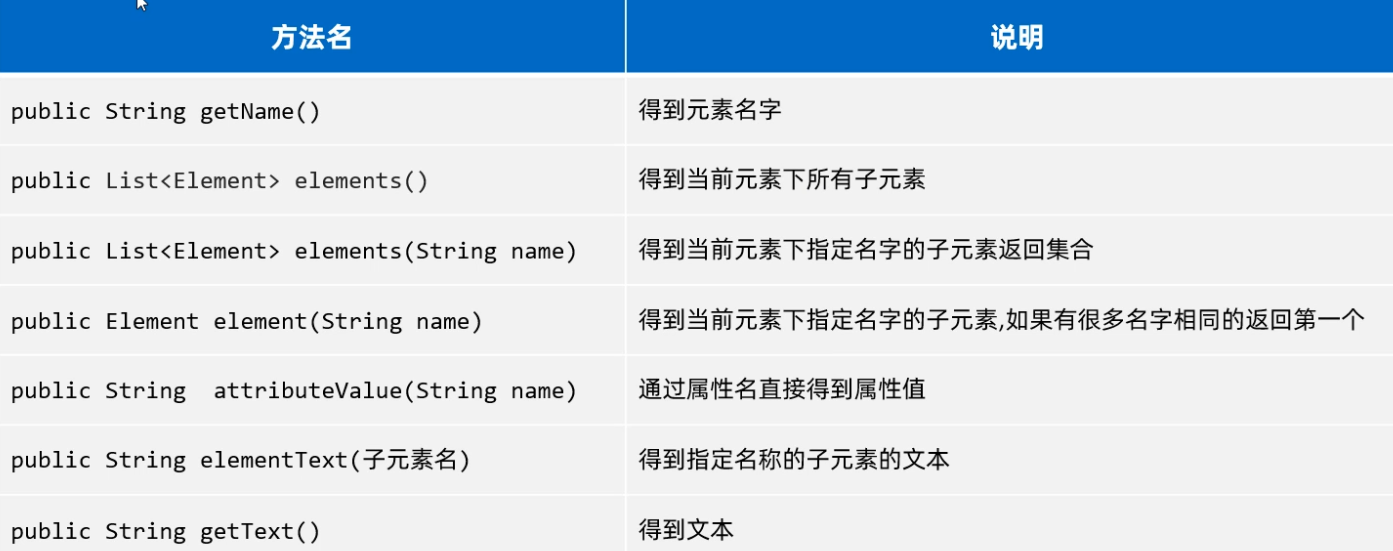 方法名 说明
public String getName() 得到元素名字
public List<Element> elements() 得到当前元素下所有子元素
public List<Element> elements(String name) 得到当前元素下指定名字的子元素返回集合
public Element element(String name) 得到当前元素下指定名字的子元素,如果有很多名字相同的返回第一个
public String  attributeValue(String name) 通过属性名直接得到属性值
public String elementText(子元素名) 得到指定名称的子元素的文本
public String getText() 得到文本